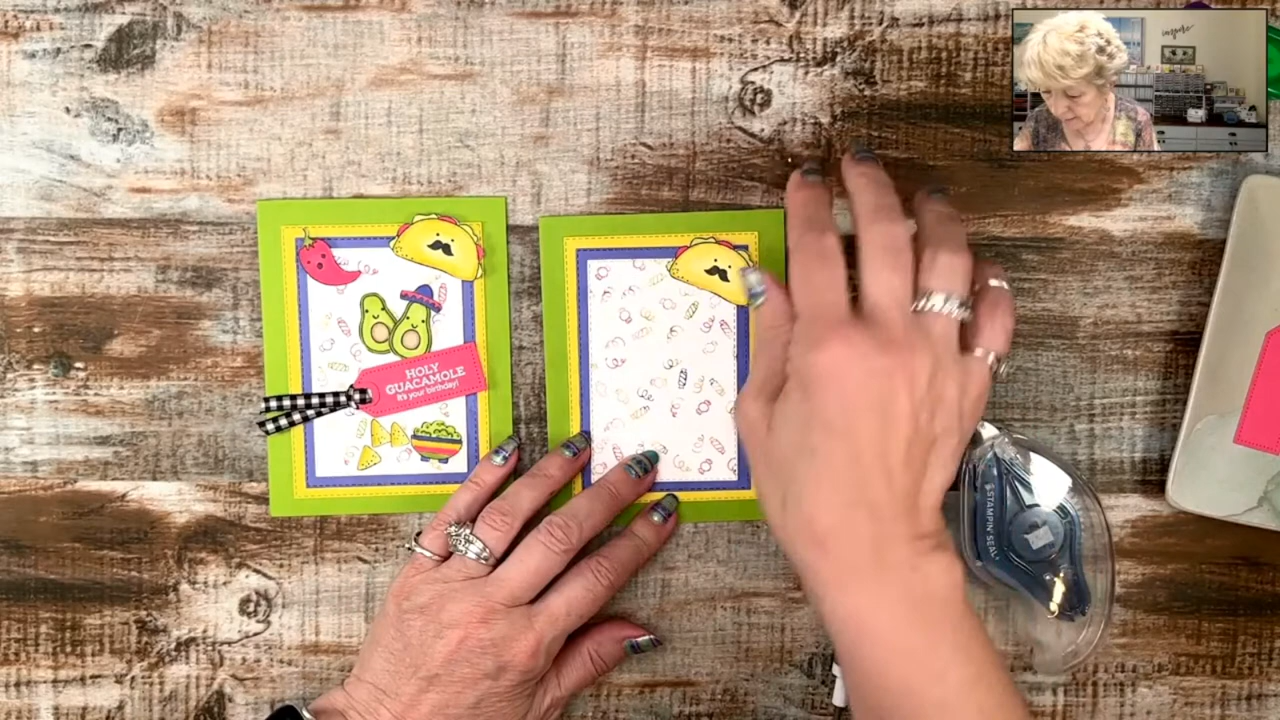 inspire
HOLY
GUACAMOLE
It's your birthday!
STAMPIN' SEAL